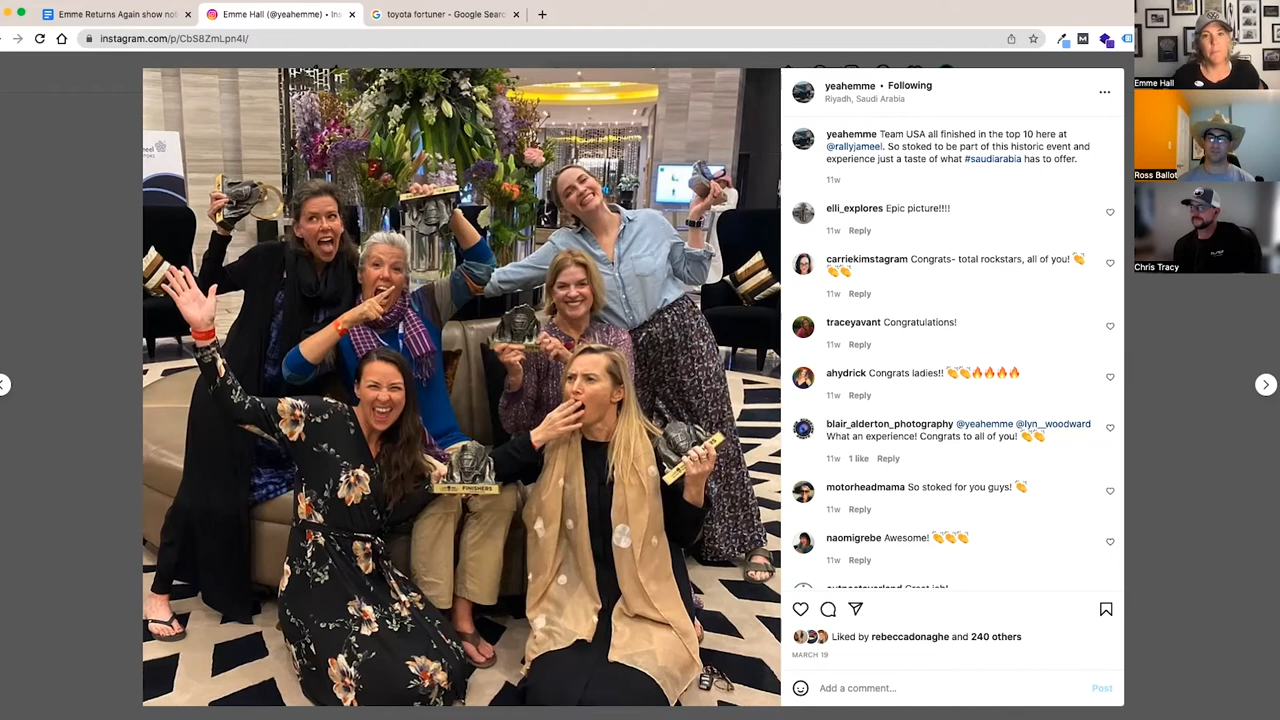 Emme Returns Again show not
Emme Hall (@yeahemme) • Ins
toyota fortuner - Google Searc
instagram.com/p/CbS8ZmLpn4I/
Emme Hall
Ross Ballot
Chris Tracy
FINISHERS
yeahemme • Following
Riyadh, Saudi Arabia
yeahemme Team USA all finished in the top 10 here at
@rallyjameel. So stoked to be part of this historic event and
experience just a taste of what #saudiarabia has to offer.
11w
elli_explores Epic picture!!!!
11w Reply
carriekimstagram Congrats- total rockstars, all of you! 👏
👏👏
11w Reply
traceyavant Congratulations!
11w Reply
ahydrick Congrats ladies!! 👏👏🔥🔥🔥🔥
11w Reply
blair_alderton_photography @yeahemme @lyn__woodward
What an experience! Congrats to all of you! 👏👏
11w 1 like Reply
motorheadmama So stoked for you guys! 👏
11w Reply
naomigrebe Awesome! 👏👏👏
11w Reply
Liked by rebeccadonaghe and 240 others
MARCH 19
Add a comment...
Post